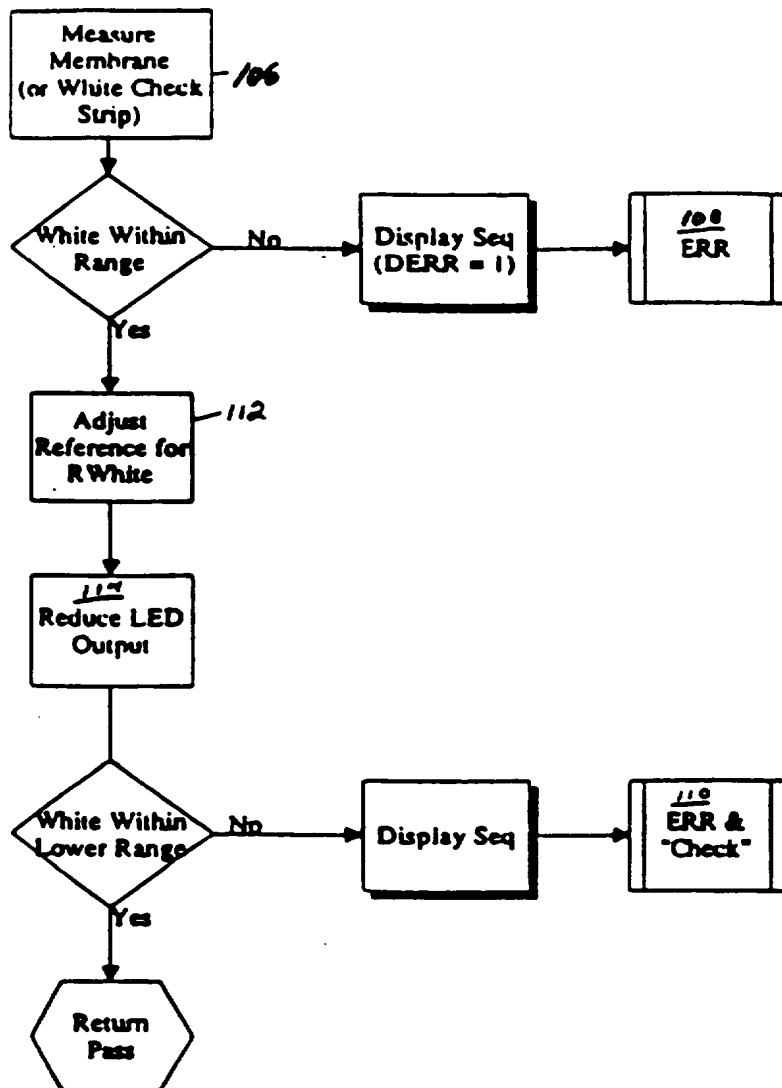 Measure
Membrane
(or White Check
Strip)
106
White Within
Range
No
Display Seq
(DERR = 1)
108
ERR
Yes
Adjust
Reference for
RWhite
112
114
Reduce LED
Output
White Within
Lower Range
No
Display Seq
110
ERR &
"Check"
Yes
Return
Pass